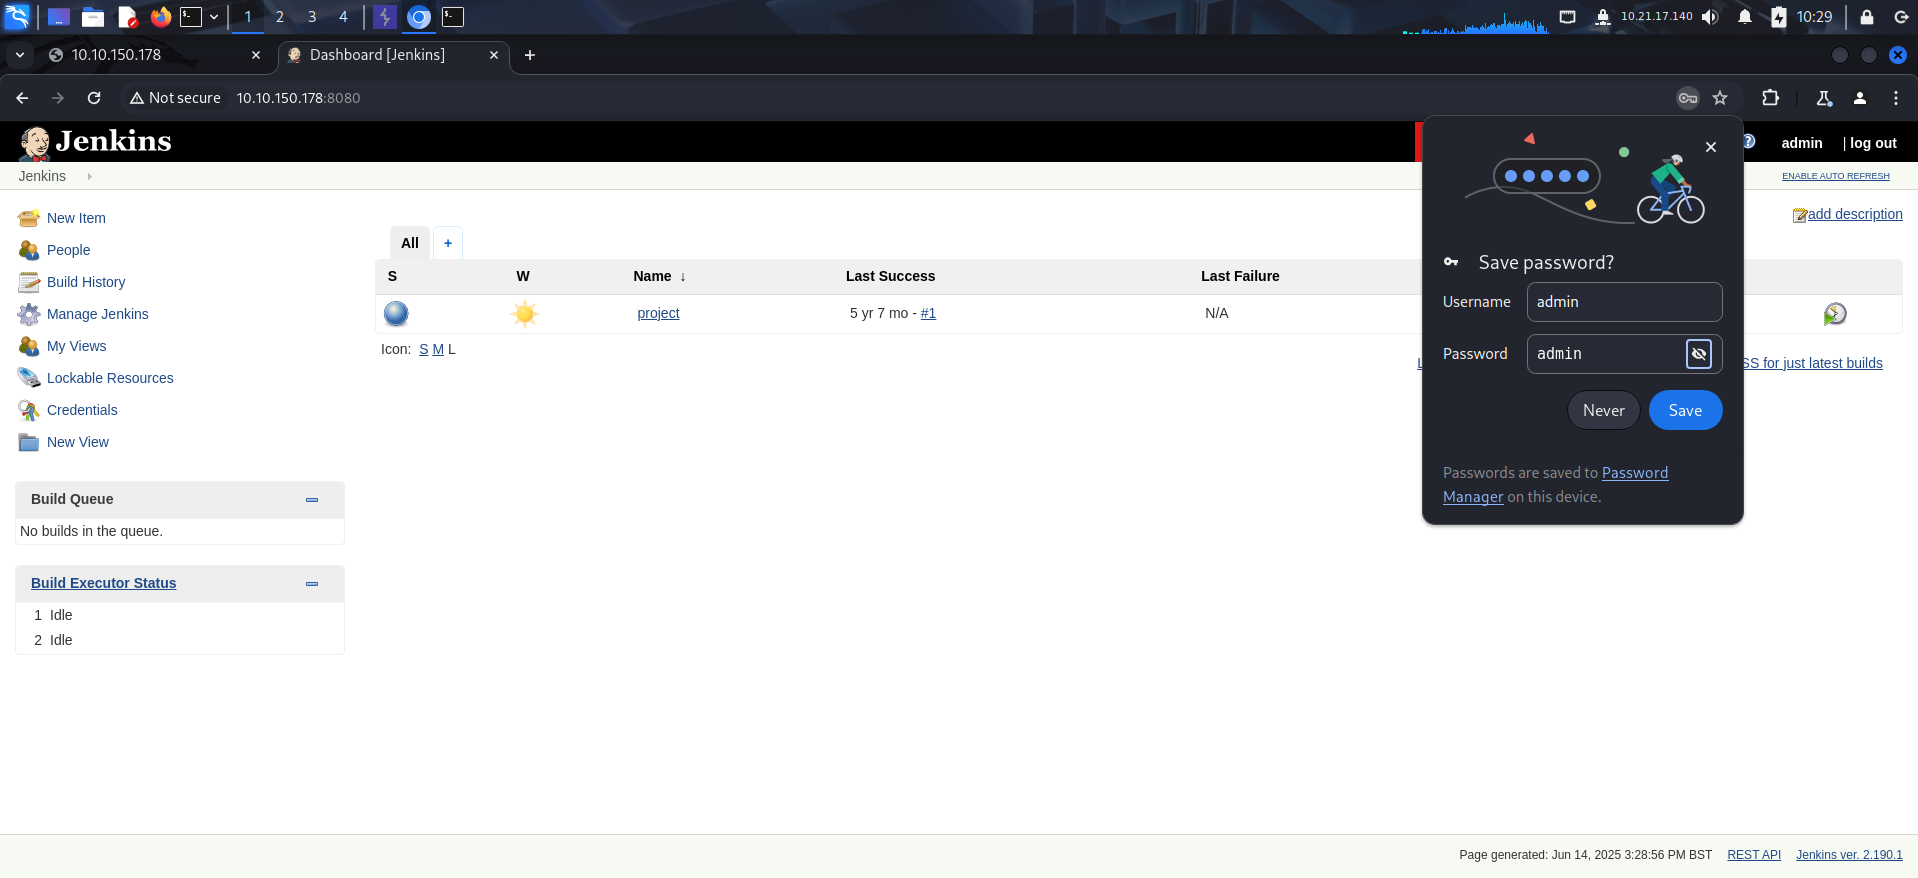 1 2 3 4 10.21.17.140 10:29
10.10.150.178 Dashboard [Jenkins]
Not secure 10.10.150.178:8080
Jenkins admin | log out
Jenkins ENABLE AUTO REFRESH
New Item
People
Build History
Manage Jenkins
My Views
Lockable Resources
Credentials
New View
Build Queue
No builds in the queue.
Build Executor Status
1 Idle
2 Idle
add description
All +
S W Name ↓ Last Success Last Failure
project 5 yr 7 mo - #1 N/A
Icon: S M L
SS for just latest builds
Save password?
Username admin
Password admin
Never Save
Passwords are saved to Password
Manager on this device.
Page generated: Jun 14, 2025 3:28:56 PM BST REST API Jenkins ver. 2.190.1